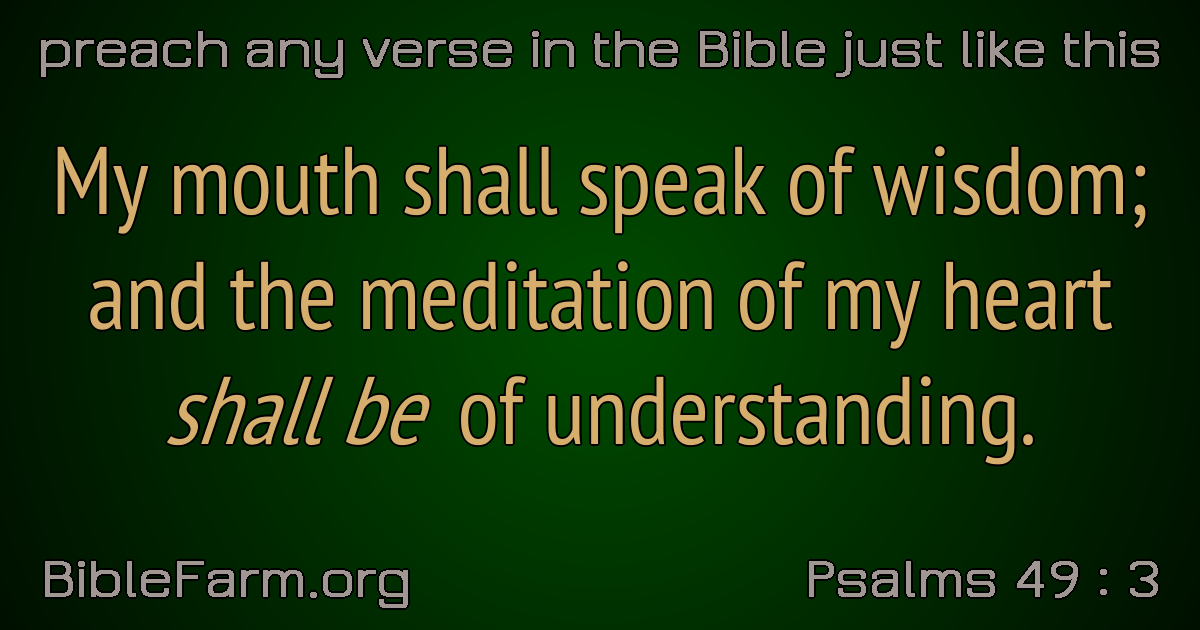 preach any verse in the Bible just like this
My mouth shall speak of wisdom;
and the meditation of my heart
shall be of understanding.
BibleFarm.org
Psalms 49 : 3